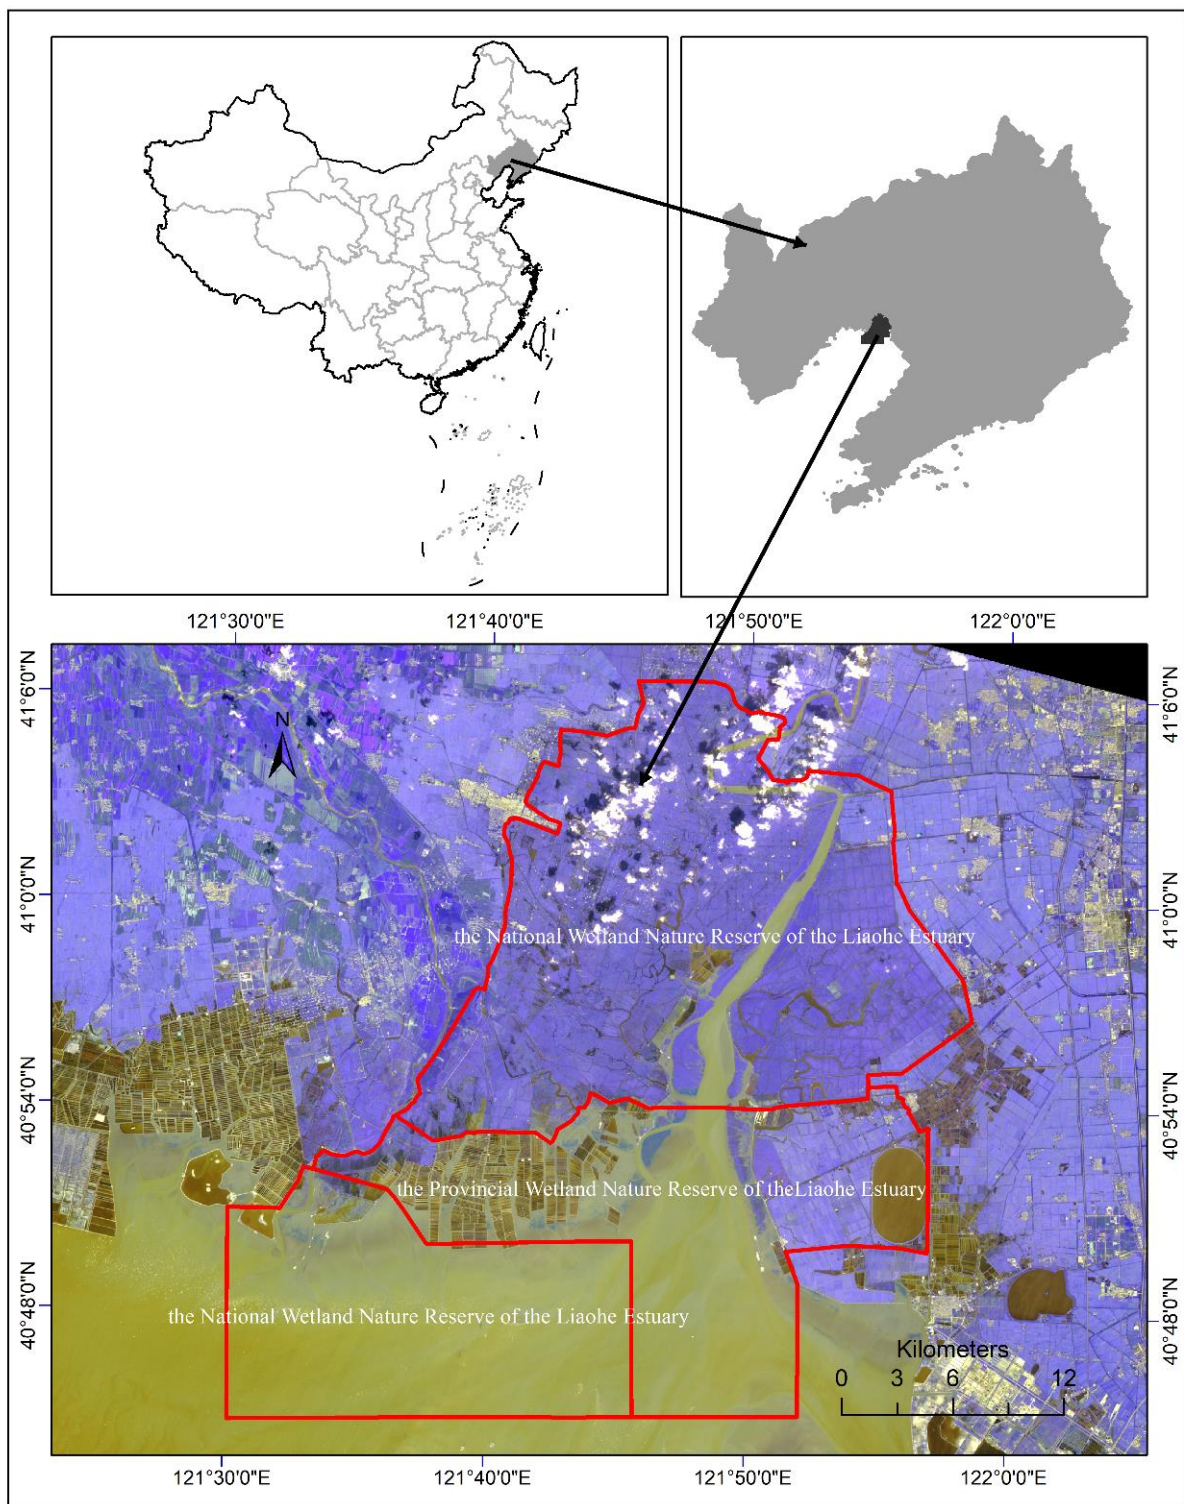 121°30'0"E
121°40'0"E
121°50'0"E
122°0'0"E
41°6'0"N
41°6'0"N
N
41°0'0"N
41°0'0"N
the National Wetland Nature Reserve of the Liaohe Estuary
40°54'0"N
40°54'0"N
the Provincial Wetland Nature Reserve of theLiaohe Estuary
40°48'0"N
40°48'0"N
the National Wetland Nature Reserve of the Liaohe Estuary
Kilometers
0 3 6 12
121°30'0"E
121°40'0"E
121°50'0"E
122°0'0"E